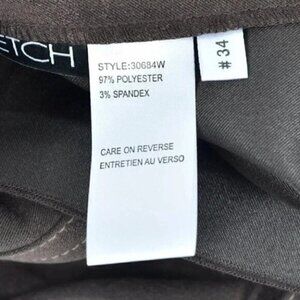 ETCH
STYLE:30684W
97% POLYESTER
3% SPANDEX
CARE ON REVERSE
ENTRETIEN AU VERSO
# 34